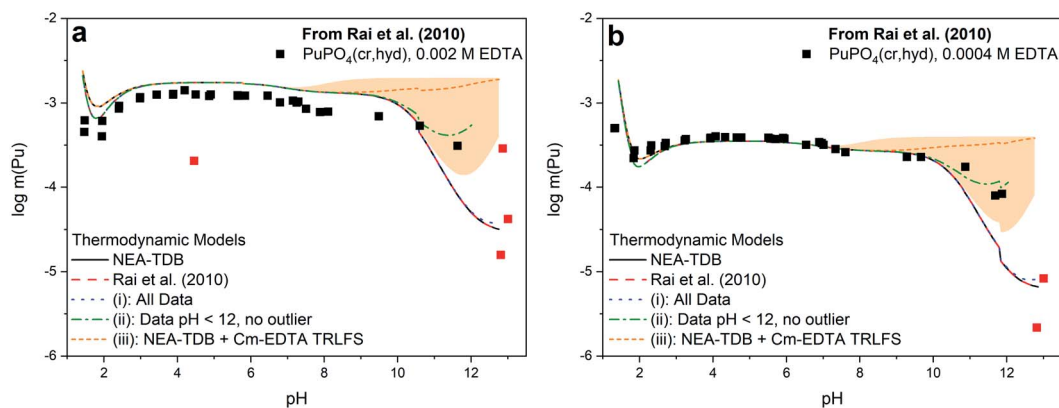 a
From Rai et al. (2010)
PuPO₄(cr,hyd), 0.002 M EDTA
Thermodynamic Models
NEA-TDB
Rai et al. (2010)
(i): All Data
(ii): Data pH < 12, no outlier
(iii): NEA-TDB + Cm-EDTA TRLFS
log m(Pu)
-2
-3
-4
-5
-6
0 2 4 6 8 10 12
pH
b
From Rai et al. (2010)
PuPO₄(cr,hyd), 0.0004 M EDTA
Thermodynamic Models
NEA-TDB
Rai et al. (2010)
(i): All Data
(ii): Data pH < 12, no outlier
(iii): NEA-TDB + Cm-EDTA TRLFS
log m(Pu)
-2
-3
-4
-5
-6
0 2 4 6 8 10 12
pH